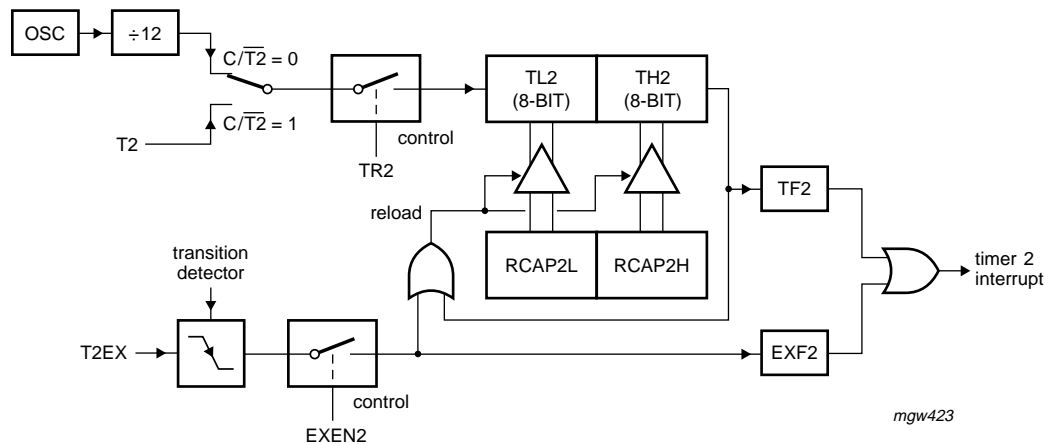 OSC
÷12
C/T2 = 0
C/T2 = 1
T2
control
TR2
TL2
(8-BIT)
TH2
(8-BIT)
TF2
reload
transition
detector
RCAP2L
RCAP2H
timer 2
interrupt
T2EX
EXF2
control
EXEN2
mgw423